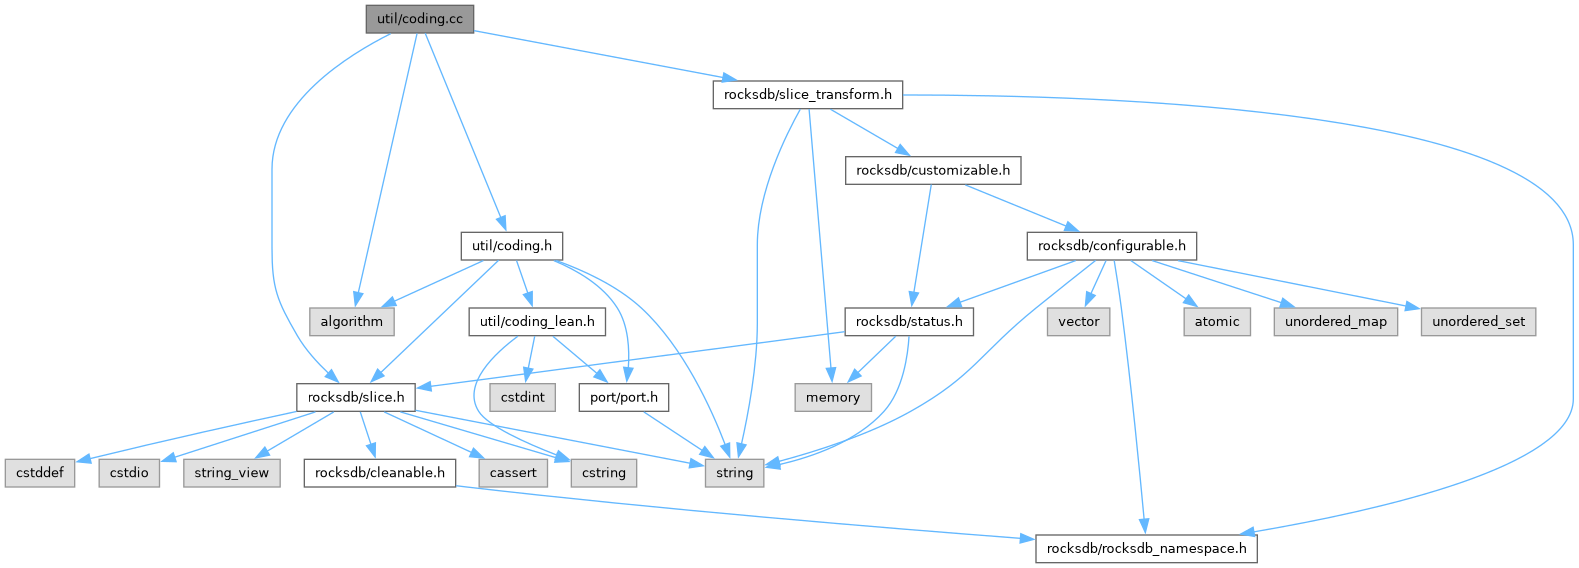 util/coding.cc
rocksdb/slice_transform.h
rocksdb/customizable.h
util/coding.h
rocksdb/configurable.h
algorithm
util/coding_lean.h
rocksdb/status.h
vector
atomic
unordered_map
unordered_set
rocksdb/slice.h
cstdint
port/port.h
memory
cstddef
cstdio
string_view
rocksdb/cleanable.h
cassert
cstring
string
rocksdb/rocksdb_namespace.h